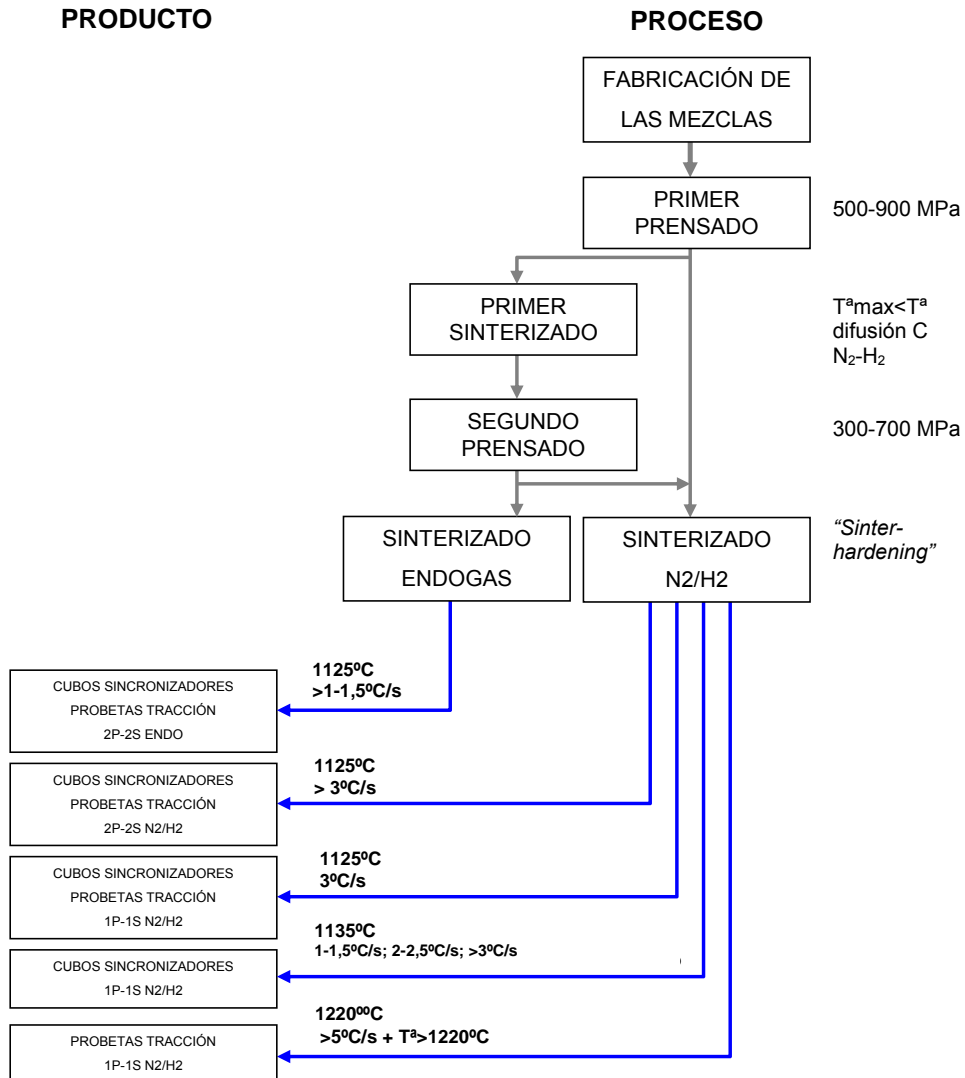 PRODUCTO
PROCESO
FABRICACIÓN DE
LAS MEZCLAS
PRIMER
PRENSADO
500-900 MPa
PRIMER
SINTERIZADO
Tªmax<Tª
difusión C
N₂-H₂
SEGUNDO
PRENSADO
300-700 MPa
SINTERIZADO
ENDOGAS
SINTERIZADO
N2/H2
“Sinter-
hardening”
1125ºC
>1-1,5ºC/s
CUBOS SINCRONIZADORES
PROBETAS TRACCIÓN
2P-2S ENDO
1125ºC
> 3ºC/s
CUBOS SINCRONIZADORES
PROBETAS TRACCIÓN
2P-2S N2/H2
1125ºC
3ºC/s
CUBOS SINCRONIZADORES
PROBETAS TRACCIÓN
1P-1S N2/H2
1135ºC
1-1,5ºC/s; 2-2,5ºC/s; >3ºC/s
CUBOS SINCRONIZADORES
1P-1S N2/H2
1220ººC
>5ºC/s + Tª>1220ºC
PROBETAS TRACCIÓN
1P-1S N2/H2